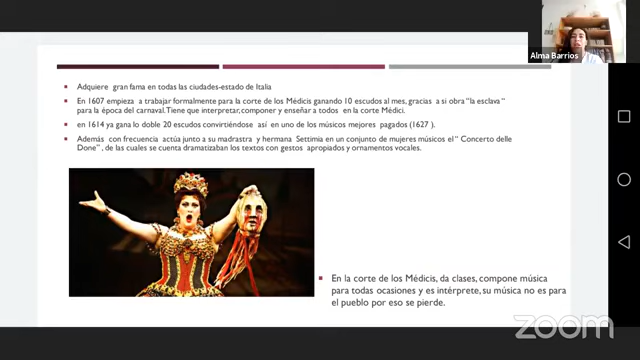 Alma Barrios
Adquiere gran fama en todas las ciudades-estado de Italia
En 1607 empieza a trabajar formalmente para la corte de los Médicis ganando 10 escudos al mes, gracias a si obra "la esclava"
para la época del carnaval. Tiene que interpretar, componer y enseñar a todos en la corte Médici.
en 1614 ya gana lo doble 20 escudos convirtiéndose así en uno de los músicos mejores pagados (1627 ).
Además con frecuencia actúa junto a su madrastra y hermana Settimia en un conjunto de mujeres músicos el" Concerto delle
Done", de las cuales se cuenta dramatizaban los textos con gestos apropiados y ornamentos vocales.
En la corte de los Médicis, da clases, compone música
para todas ocasiones y es intérprete, su música no es para
el pueblo por eso se pierde.
zoom